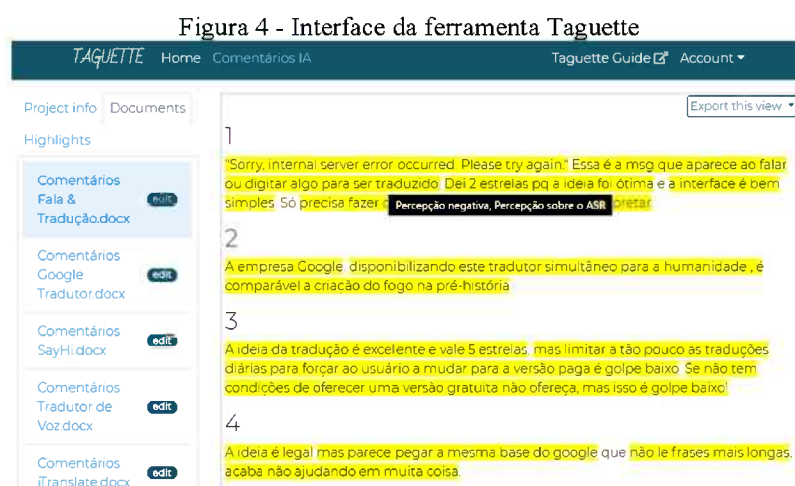 Figura 4 - Interface da ferramenta Taguette
TAGUETTE Home Comentários IA Taguette Guide Account
Project info Documents
Highlights
Export this view
Comentários
Fala &
Tradução.docx
edit
Comentários
Google
Tradutor.docx
edit
Comentários
SayHi.docx
edit
Comentários
Tradutor de
Voz.docx
edit
Comentários
iTranslate.docx
edit
1
"Sorry, internal server error occurred. Please try again." Essa é a msg que aparece ao falar
ou digitar algo para ser traduzido. Dei 2 estrelas pq a ideia foi ótima e a interface é bem
simples. Só precisa fazer
Percepção negativa, Percepção sobre o ASR
pretar
2
A empresa Google, disponibilizando este tradutor simultâneo para a humanidade , é
comparável a criação do fogo na pré-história
3
A ideia da tradução é excelente e vale 5 estrelas, mas limitar a tão pouco as traduções
diárias para forçar ao usuário a mudar para a versão paga é golpe baixo. Se não tem
condições de oferecer uma versão gratuita não ofereça, mas isso é golpe baixo!
4
A ideia é legal mas parece pegar a mesma base do google que não le frases mais longas.
acaba não ajudando em muita coisa.